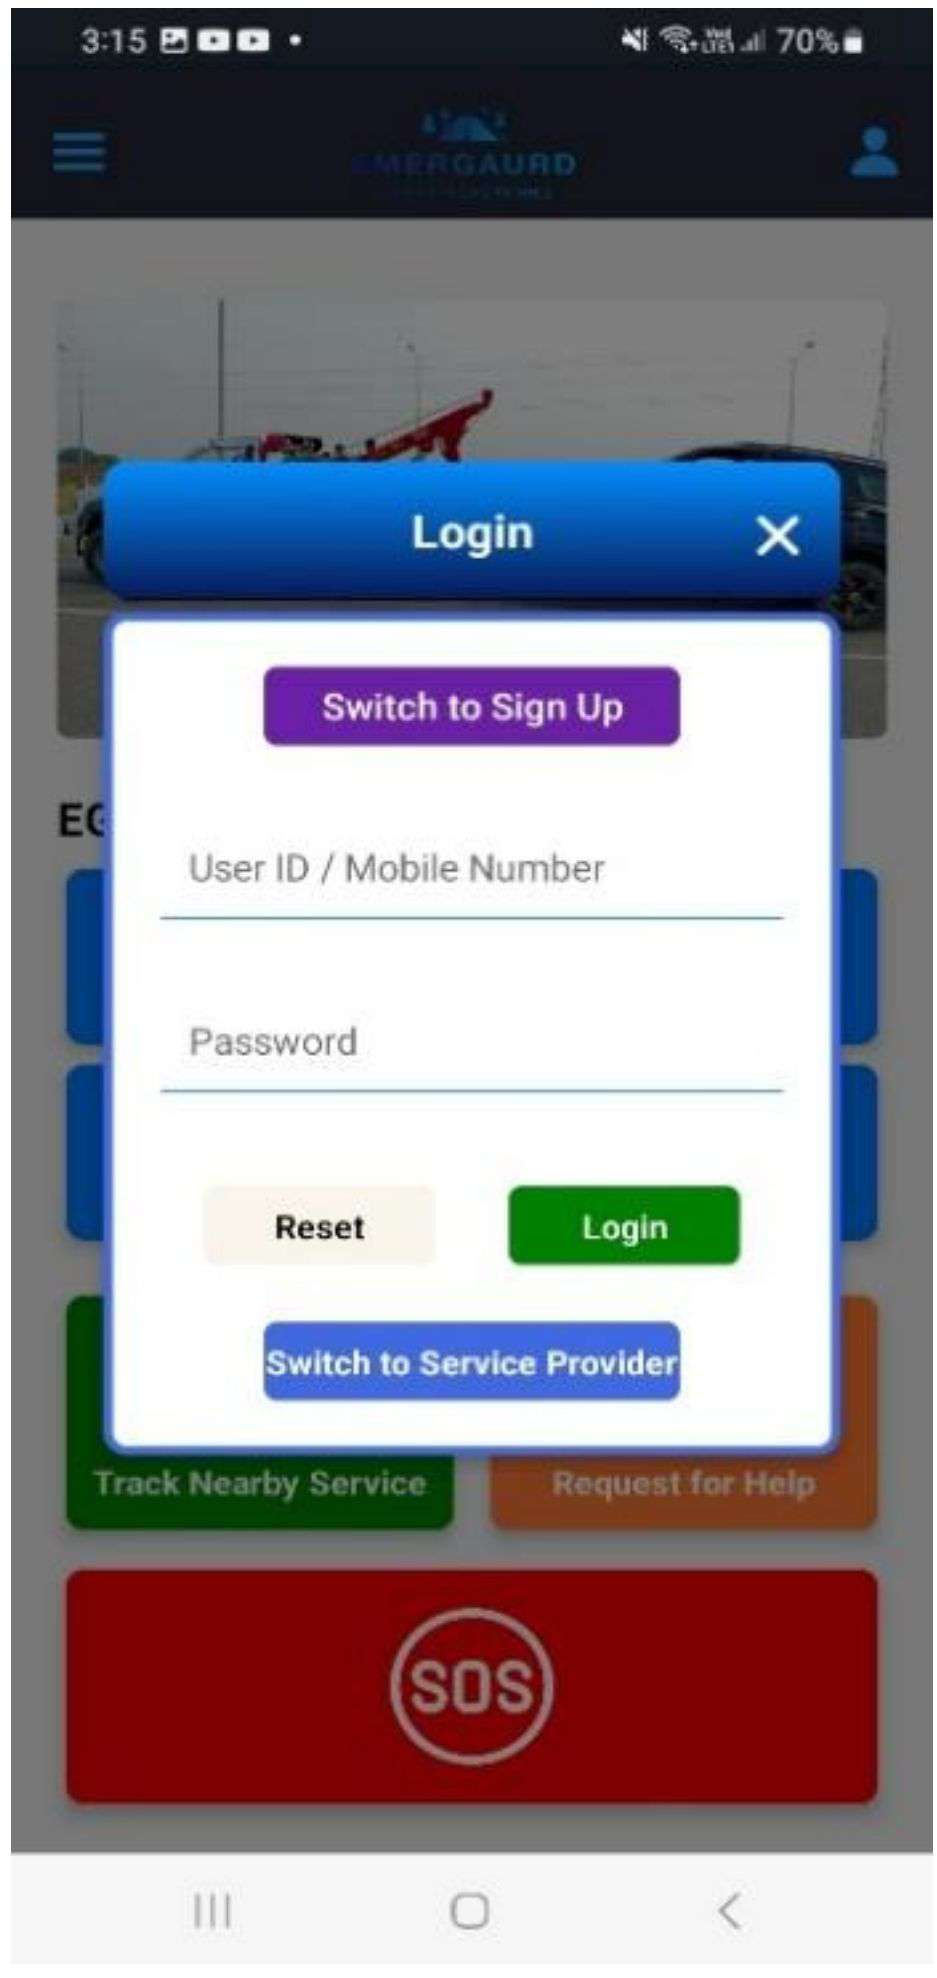 3:15
70%
EMERGAURD
Login
Switch to Sign Up
EG
User ID / Mobile Number
Password
Reset
Login
Switch to Service Provider
Track Nearby Service
Request for Help
SOS